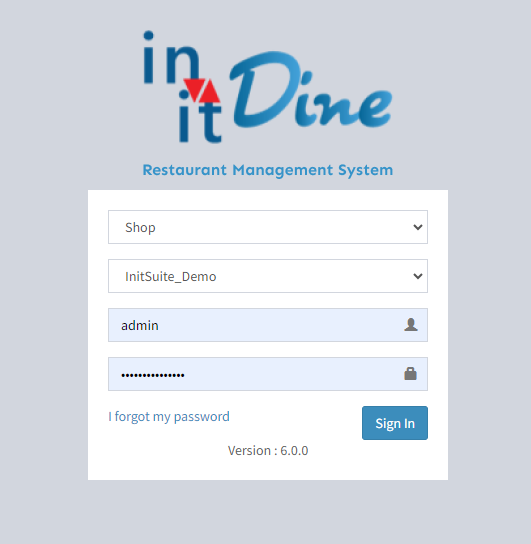 in
it Dine
Restaurant Management System
Shop
InitSuite_Demo
admin
•••••••••••••••
I forgot my password
Sign In
Version : 6.0.0